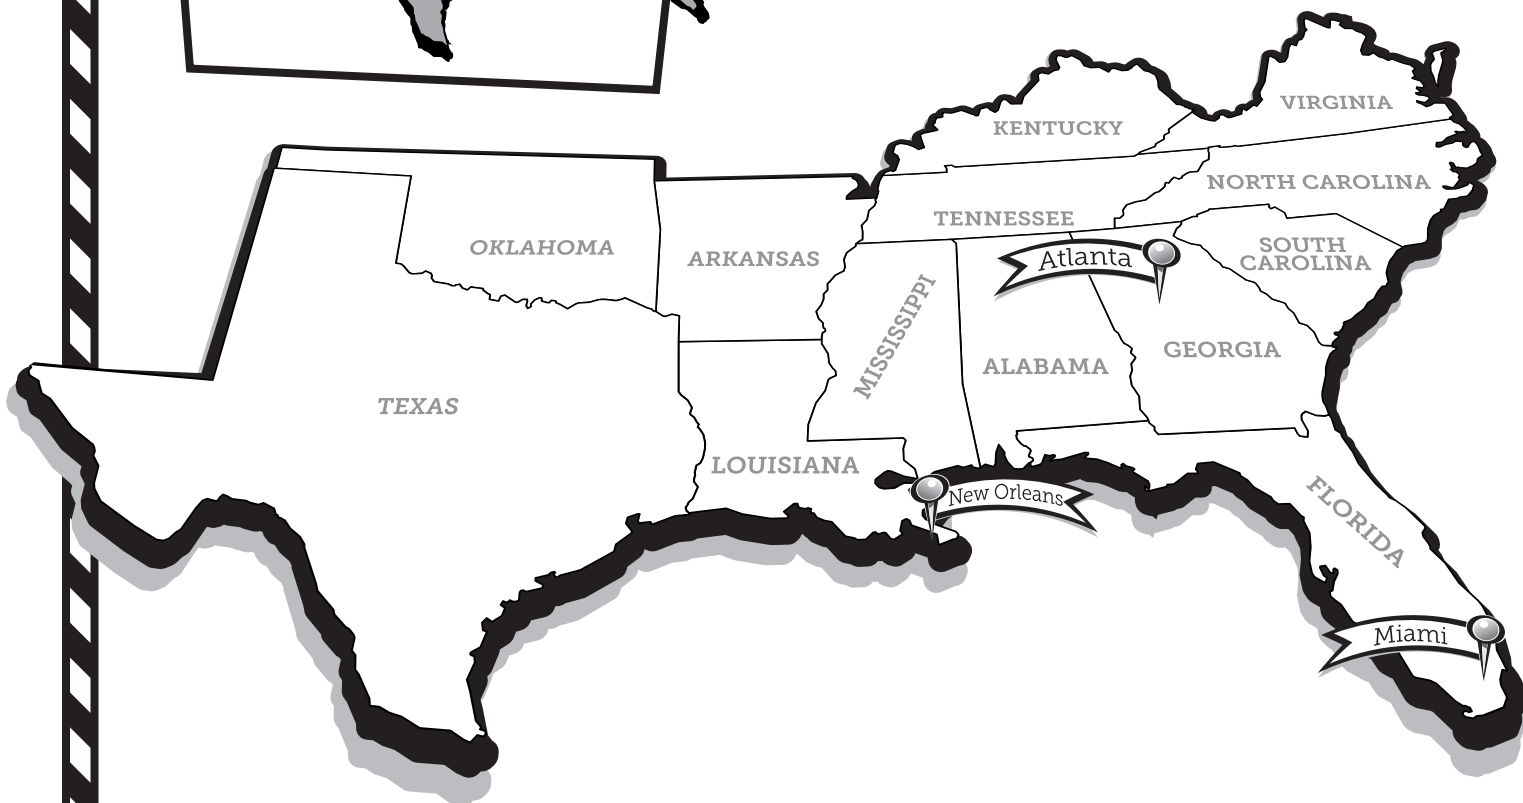 VIRGINIA
KENTUCKY
NORTH CAROLINA
TENNESSEE
OKLAHOMA
ARKANSAS
Atlanta
SOUTH
CAROLINA
MISSISSIPPI
ALABAMA
GEORGIA
TEXAS
LOUISIANA
New Orleans
FLORIDA
Miami